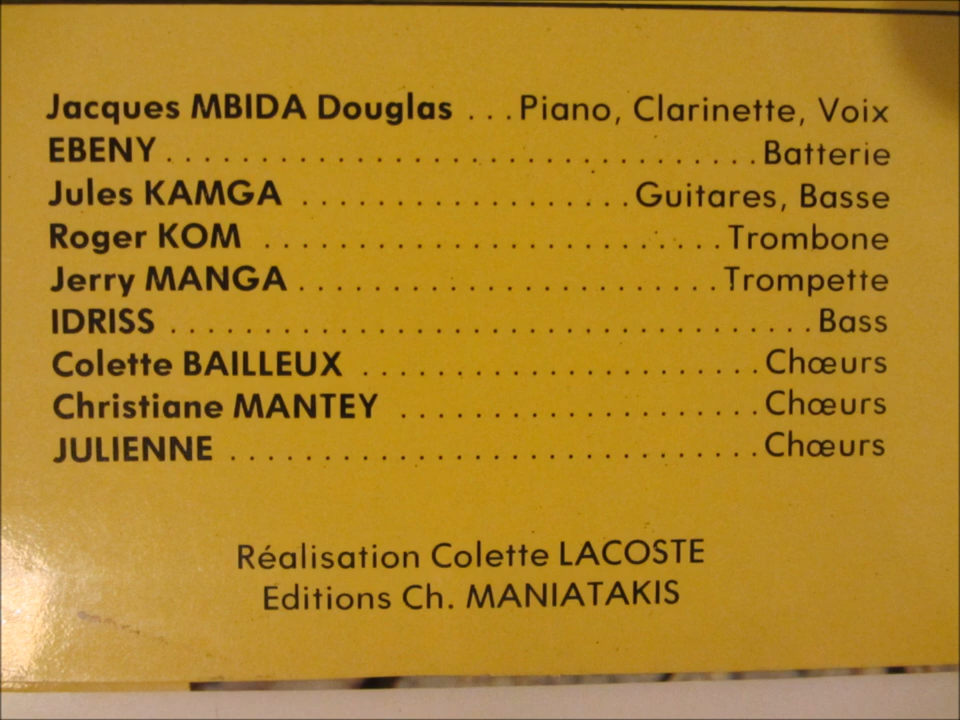 Jacques MBIDA Douglas ...Piano, Clarinette, Voix
EBENY ................................Batterie
Jules KAMGA ..................Guitares, Basse
Roger KOM ........................Trombone
Jerry MANGA ......................Trompette
IDRISS ..................................Bass
Colette BAILLEUX .....................Chœurs
Christiane MANTEY ...................Chœurs
JULIENNE ............................Chœurs
Réalisation Colette LACOSTE
Editions Ch. MANIATAKIS